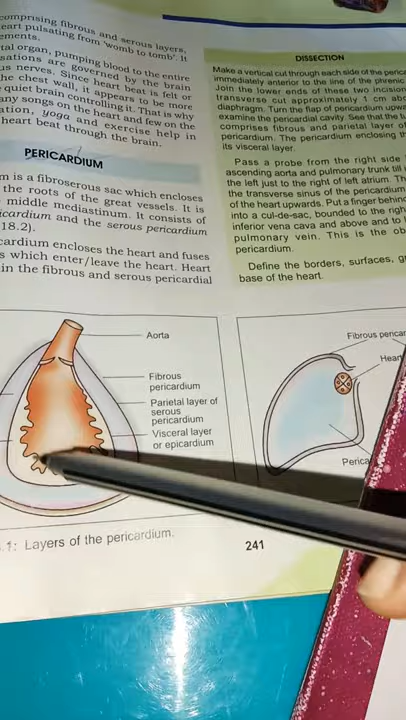 comprising fibrous and serous layers,
heart pulsating from 'womb to tomb'. It
tal organ, pumping blood to the entire
sations are governed by the brain
us nerves. Since heart beat is felt or
he chest wall, it appears to be more
quiet brain controlling it. That is why
any songs on the heart and few on the
ation, yoga and exercise help in
heart beat through the brain.
PERICARDIUM
m is a fibroserous sac which encloses
the roots of the great vessels. It is
middle mediastinum. It consists of
icardium and the serous pericardium
18.2).
cardium encloses the heart and fuses
s which enter/leave the heart. Heart
in the fibrous and serous pericardial
DISSECTION
Make a vertical cut through each side of the perica
immediately anterior to the line of the phrenic
Join the lower ends of these two incision
transverse cut approximately 1 cm abo
diaphragm. Turn the flap of pericardium upwa
examine the pericardial cavity. See that the
comprises fibrous and parietal layer of
pericardium. The pericardium enclosing th
its visceral layer.
Pass a probe from the right side
ascending aorta and pulmonary trunk till
the left just to the right of left atrium. Th
the transverse sinus of the pericardium
of the heart upwards. Put a finger behin
into a cul-de-sac, bounded to the righ
inferior vena cava and above and to
pulmonary vein. This is the ob
pericardium.
Define the borders, surfaces, g
base of the heart.
Aorta
Fibrous
pericardium
Parietal layer of
serous
pericardium
Visceral layer
or epicardium
.1: Layers of the pericardium.
Fibrous pericar
Hear
Perica
241